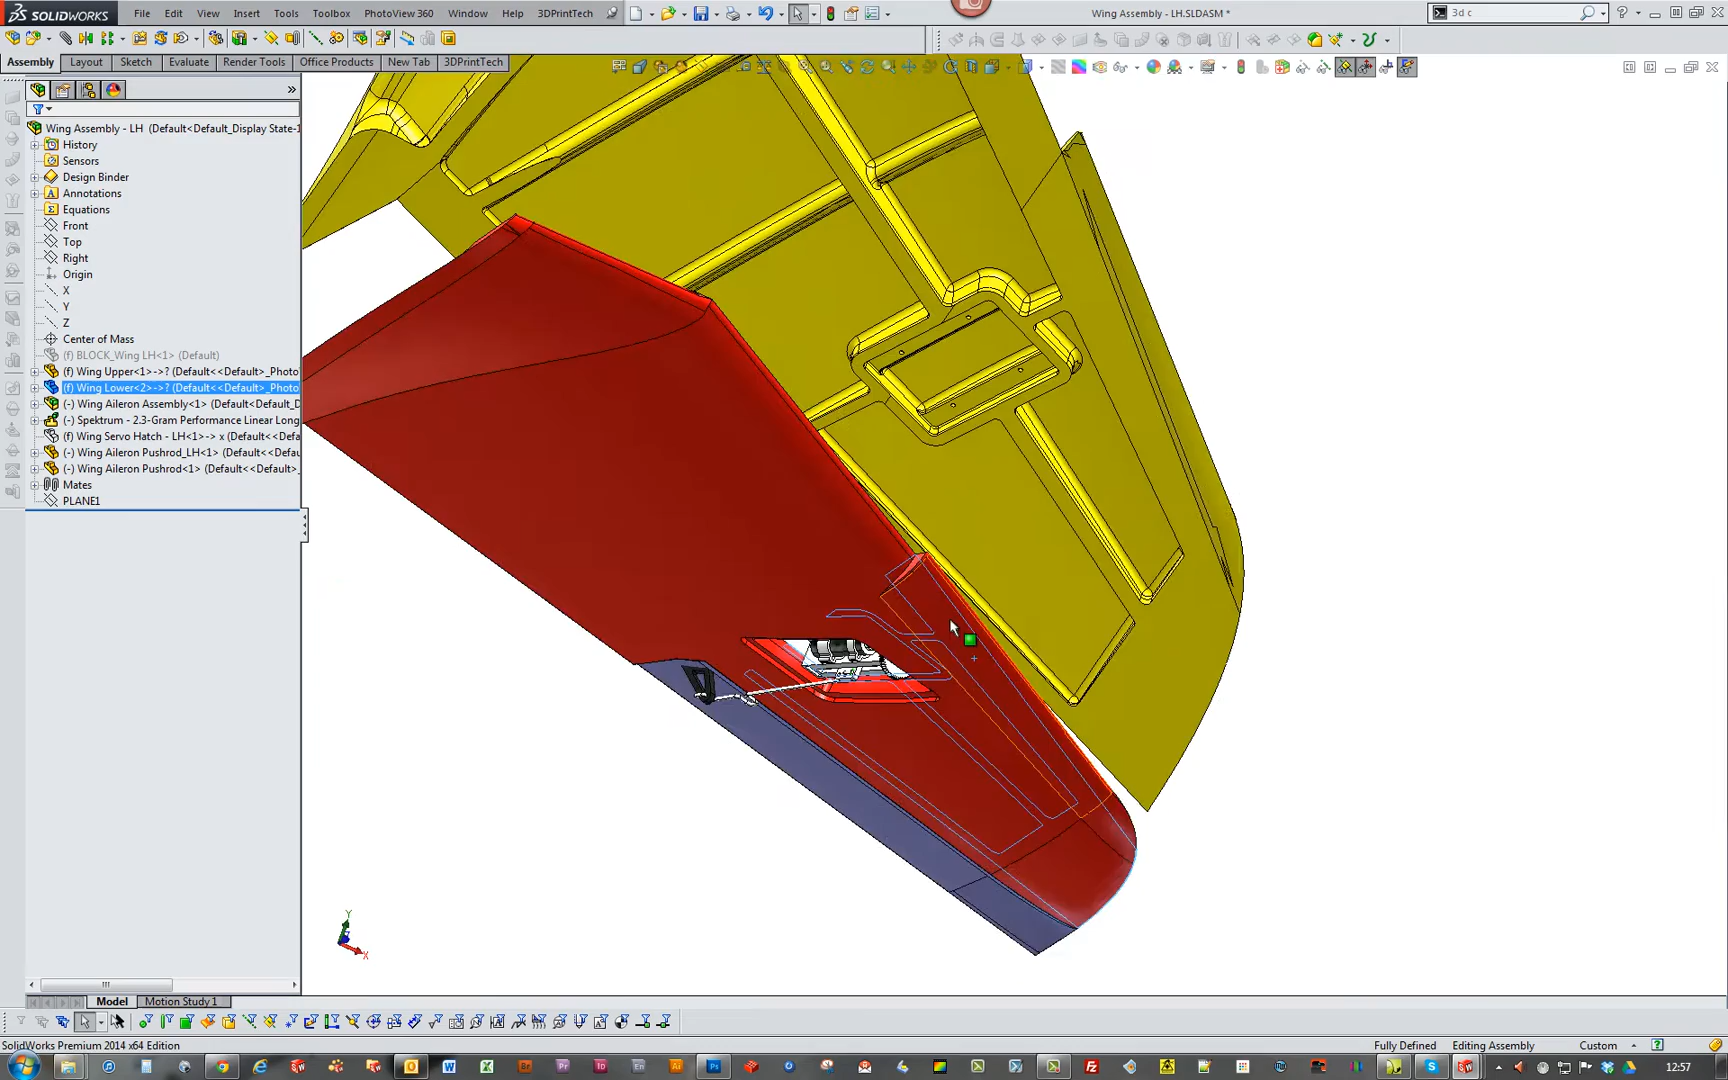 SOLIDWORKS File Edit View Insert Tools Toolbox PhotoView 360 Window Help 3DPrintTech Wing Assembly - LH.SLDASM * 3d c
Assembly Layout Sketch Evaluate Render Tools Office Products New Tab 3DPrintTech
Wing Assembly - LH (Default<Default_Display State-1
History
Sensors
Design Binder
Annotations
Equations
Front
Top
Right
Origin
X
Y
Z
Center of Mass
(f) BLOCK_Wing LH<1> (Default)
(f) Wing Upper<1>->? (Default<<Default>_Photo
(f) Wing Lower<2>->? (Default<<Default>_Photo
(-) Wing Aileron Assembly<1> (Default<Default_D
(-) Spektrum - 2.3-Gram Performance Linear Long
(f) Wing Servo Hatch - LH<1>-> x (Default<<Defa
(-) Wing Aileron Pushrod_LH<1> (Default<<Defau
(-) Wing Aileron Pushrod<1> (Default<<Default>_
Mates
PLANE1
Y
X
Model Motion Study 1
SolidWorks Premium 2014 x64 Edition Fully Defined Editing Assembly Custom
12:57